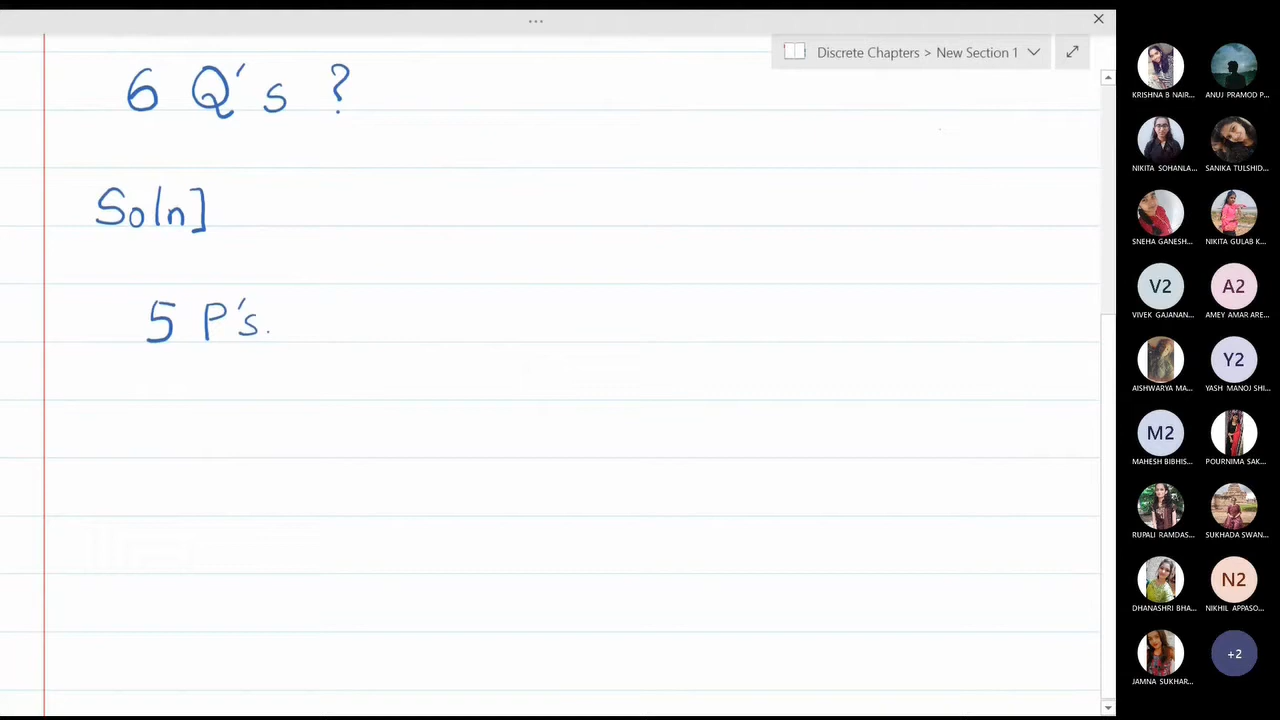 Discrete Chapters > New Section 1
6 Q's ?
Soln]
5 P's.
KRISHNA B NAIR... ANUJ PRAMOD P...
NIKITA SOHANLA... SANIKA TULSHID...
SNEHA GANESH... NIKITA GULAB K...
V2 A2
VIVEK GAJANAN... AMEY AMAR ARE...
Y2
AISHWARYA MA... YASH MANOJ SHI...
M2
MAHESH BIBHIS... POURNIMA SAK...
RUPALI RAMDAS... SUKHADA SWAN...
N2
DHANASHRI BHA... NIKHIL APPASO...
+2
JAMNA SUKHAR...